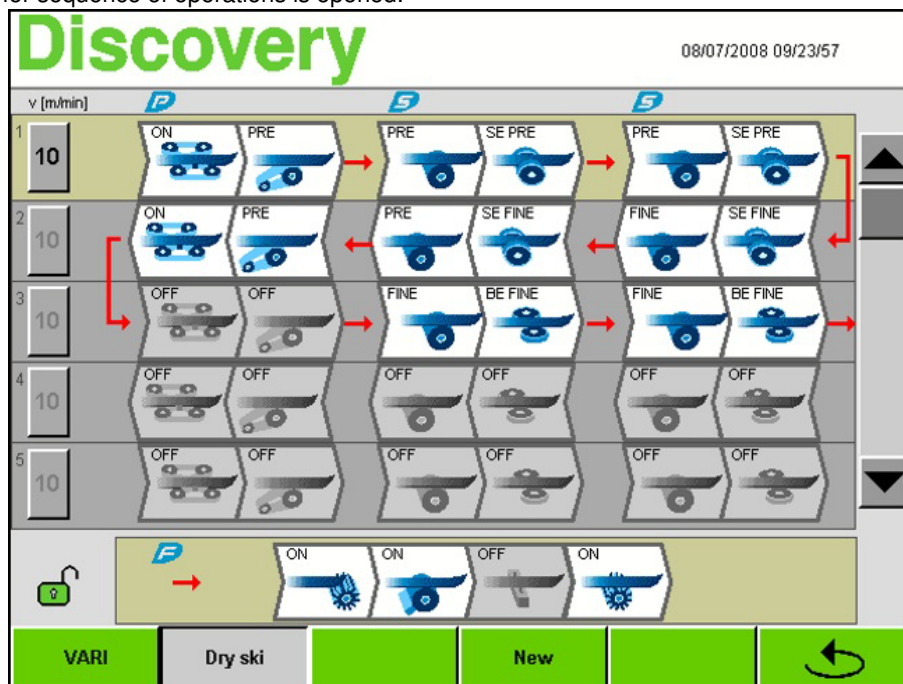 for sequence of operations is opened.
Discovery
08/07/2008 09/23/57
v [m/min] P S S
1 10 ON PRE PRE SE PRE PRE SE PRE
2 10 ON PRE PRE SE FINE FINE SE FINE
3 10 OFF OFF FINE BE FINE FINE BE FINE
4 10 OFF OFF OFF OFF OFF OFF
5 10 OFF OFF OFF OFF OFF OFF
F ON ON OFF ON
VARI Dry ski New